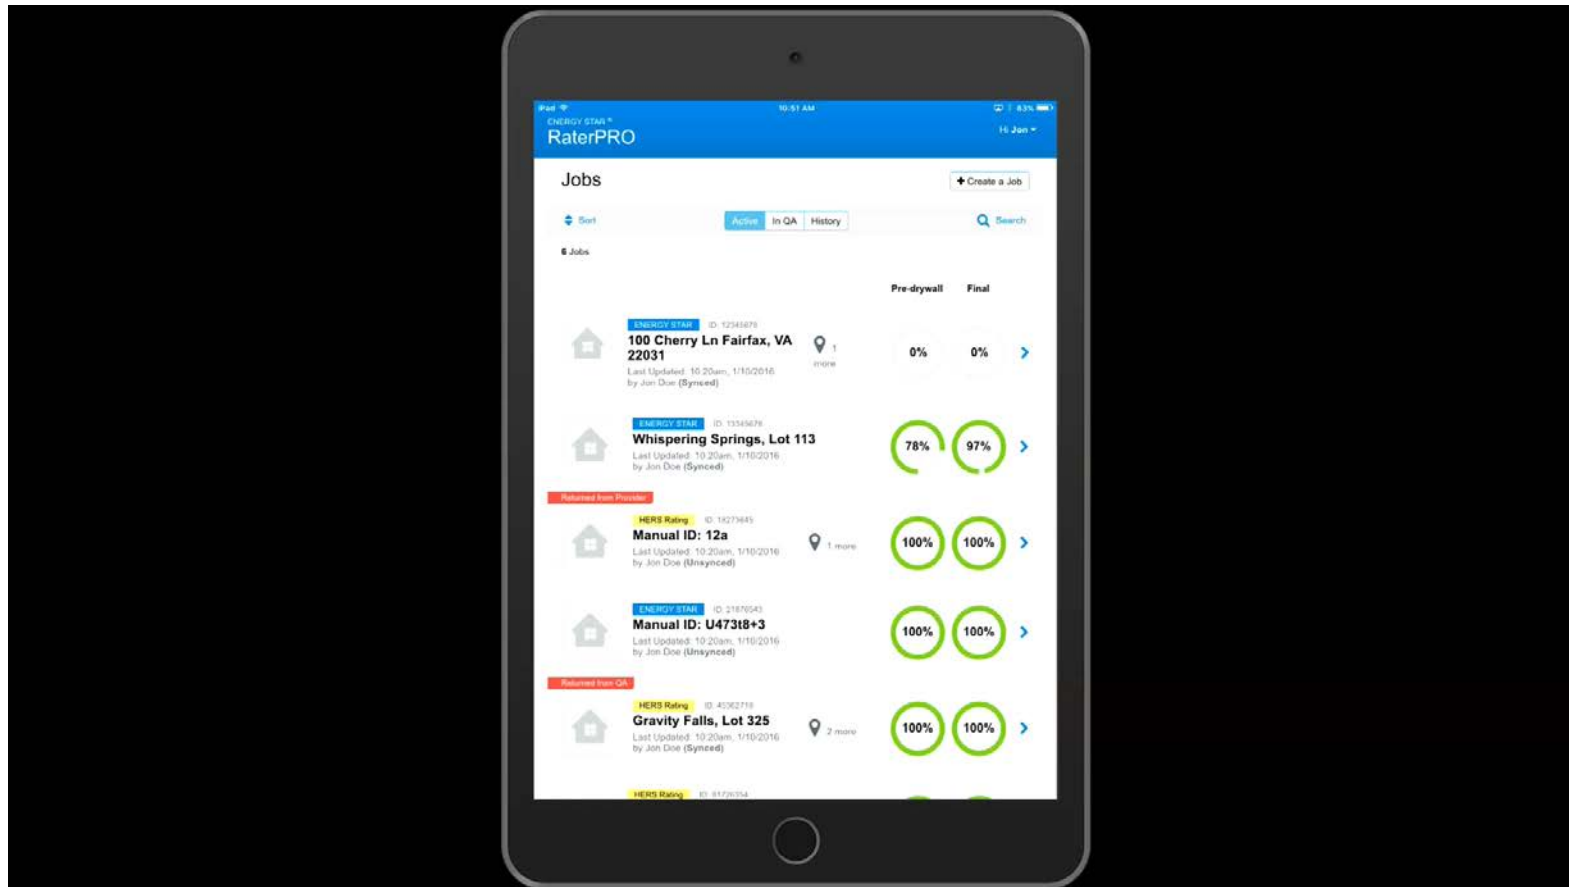 iPad 10:51 AM 83%
ENERGY STAR ®
RaterPRO
Hi Jon
Jobs
Create a Job
Sort
Active In QA History
Search
6 Jobs
Pre-drywall Final
ENERGY STAR ID: 12345678
100 Cherry Ln Fairfax, VA
22031
1
more
Last Updated: 10:20am, 1/10/2016
by Jon Doe (Synced)
0% 0%
ENERGY STAR ID: 13345678
Whispering Springs, Lot 113
Last Updated: 10:20am, 1/10/2016
by Jon Doe (Synced)
78% 97%
Returned from Provider
HERS Rating ID: 18273645
Manual ID: 12a
Last Updated: 10:20am, 1/10/2016
by Jon Doe (Unsynced)
1 more
100% 100%
ENERGY STAR
Manual ID: U473t8+3
Last Updated: 10:20am, 1/10/2016
by Jon Doe (Unsynced)
100% 100%
Returned from QA
HERS Rating
Gravity Falls, Lot 325
Last Updated: 10:20am, 1/10/2016
by Jon Doe (Synced)
2 more
100% 100%
HERS Rating